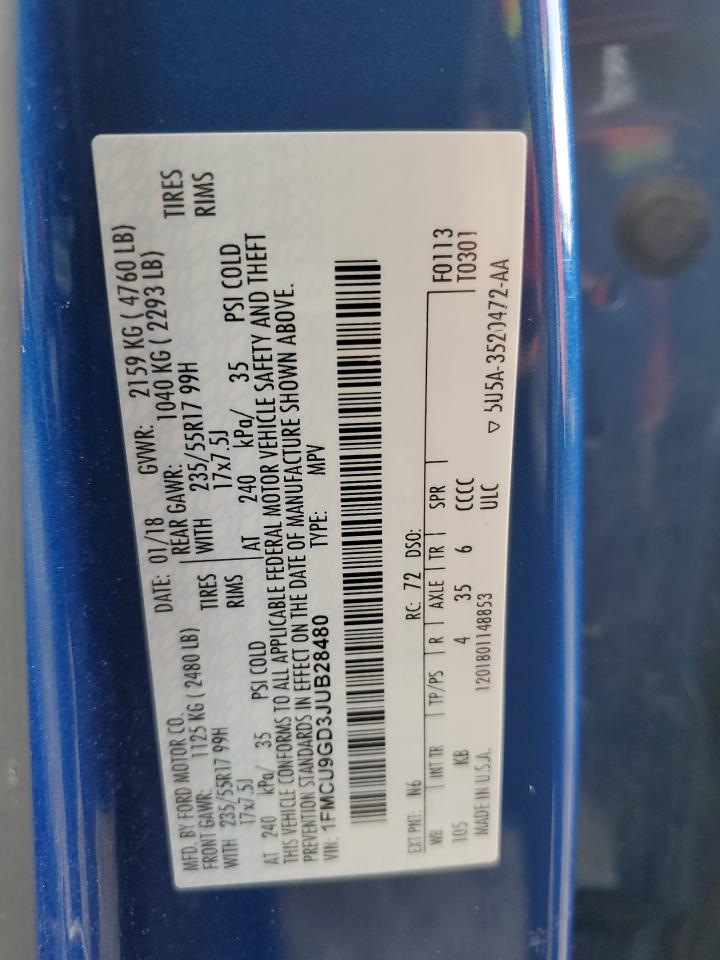 MFD. BY FORD MOTOR CO.
DATE: 01/18 GVWR: 2159 KG ( 4760 LB)
FRONT GAWR: 1125 KG ( 2480 LB)
REAR GAWR: 1040 KG ( 2293 LB)
WITH 235/55R17 99H TIRES
WITH 235/55R17 99H TIRES
17x7.5J RIMS
17x7.5J RIMS
AT 240 kPa/ 35 PSI COLD
AT 240 kPa/ 35 PSI COLD
THIS VEHICLE CONFORMS TO ALL APPLICABLE FEDERAL MOTOR VEHICLE SAFETY AND THEFT
PREVENTION STANDARDS IN EFFECT ON THE DATE OF MANUFACTURE SHOWN ABOVE.
VIN: 1FMCU9GD3JUB28480
TYPE: MPV
EXT PNT: N6 RC: 72 DSO:
F0113
WB INT TR TP/PS R AXLE TR SPR
T0301
105 KB 4 35 6 CCCC
MADE IN U.S.A. 1201801148853 ULC
▽ 5U5A-3520472-AA